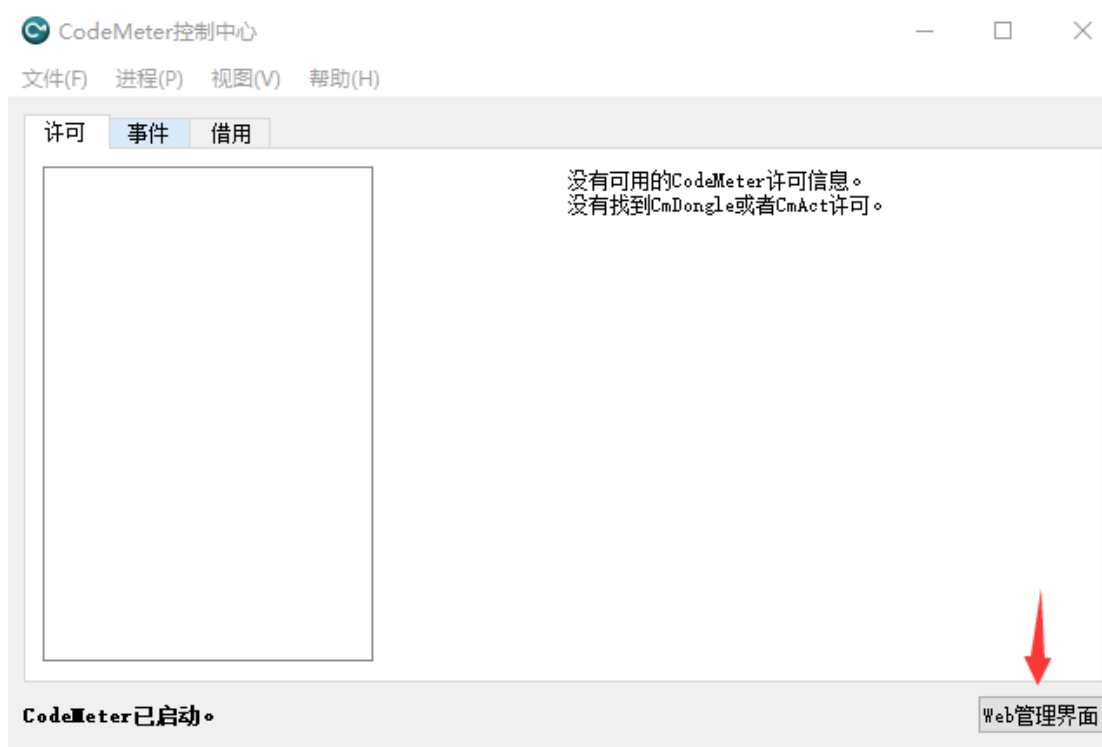 CodeMeter控制中心
文件(F) 进程(P) 视图(V) 帮助(H)
许可 事件 借用
没有可用的CodeMeter许可信息。
没有找到CmDongle或者CmAct许可。
CodeMeter已启动。
Web管理界面